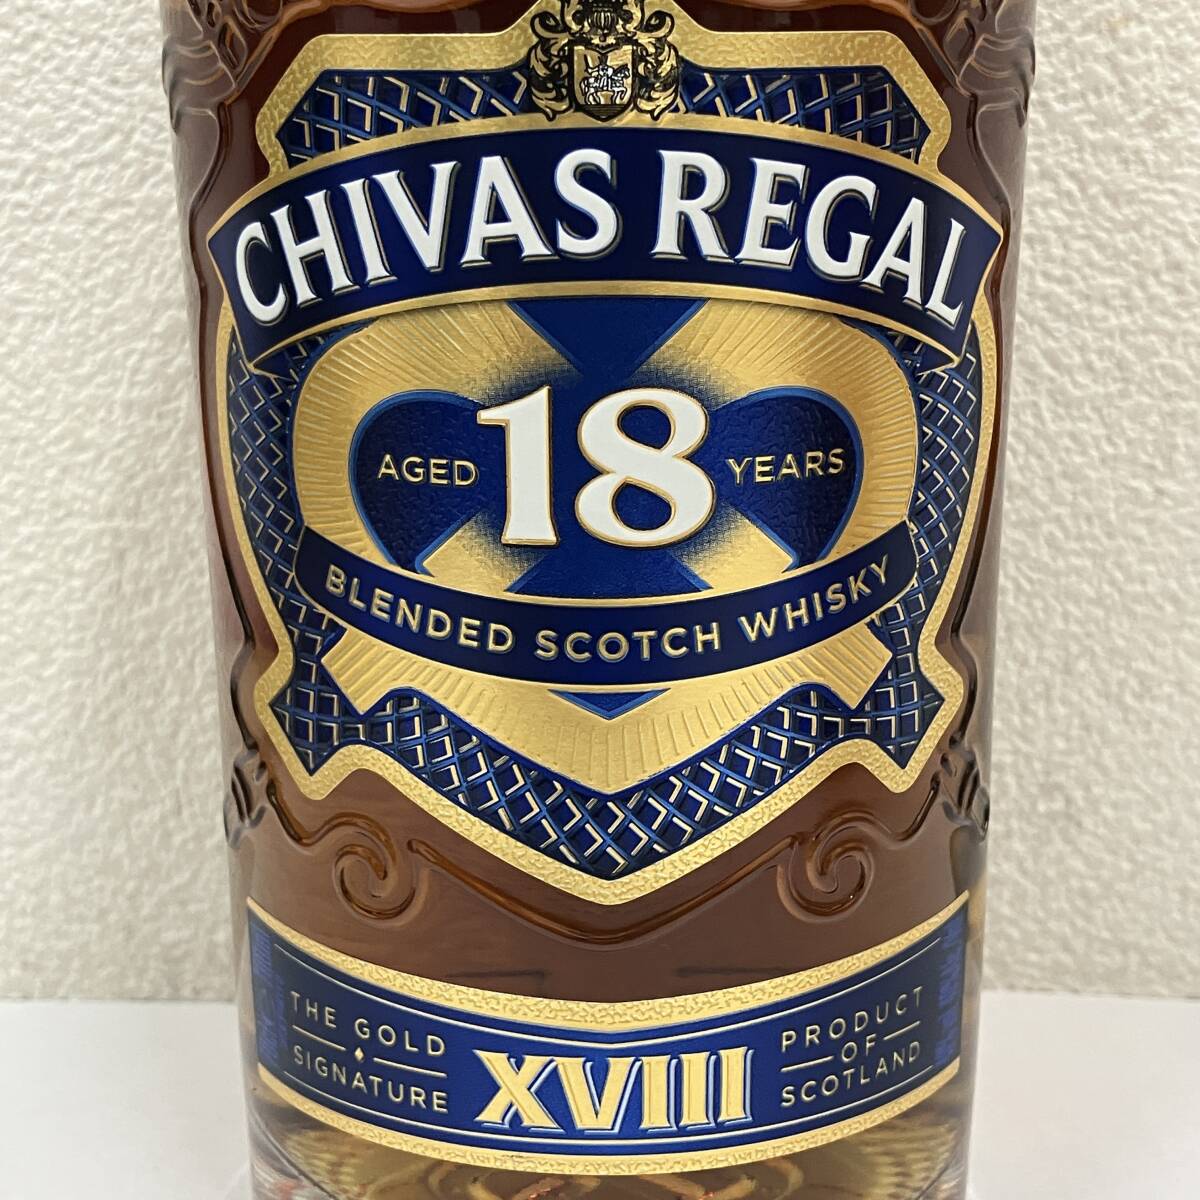 CHIVAS REGAL
AGED 18 YEARS
BLENDED SCOTCH WHISKY
THE GOLD
SIGNATURE
XVIII
PRODUCT
OF
SCOTLAND